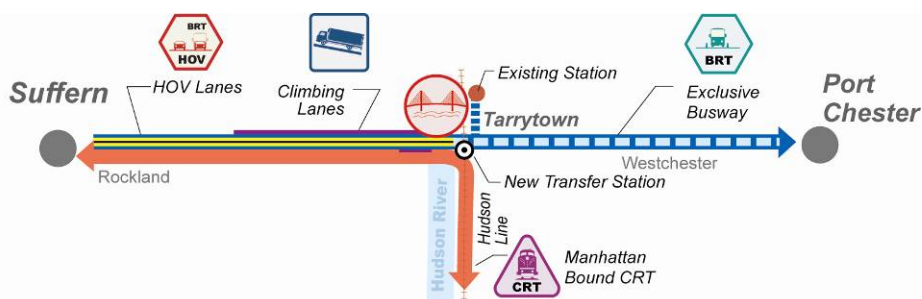 BRT
HOV
HOV Lanes
Climbing
Lanes
Existing Station
BRT
Exclusive
Busway
Suffern
Tarrytown
Port
Chester
Rockland
Westchester
New Transfer Station
Hudson River
Hudson
Line
CRT
Manhattan
Bound CRT